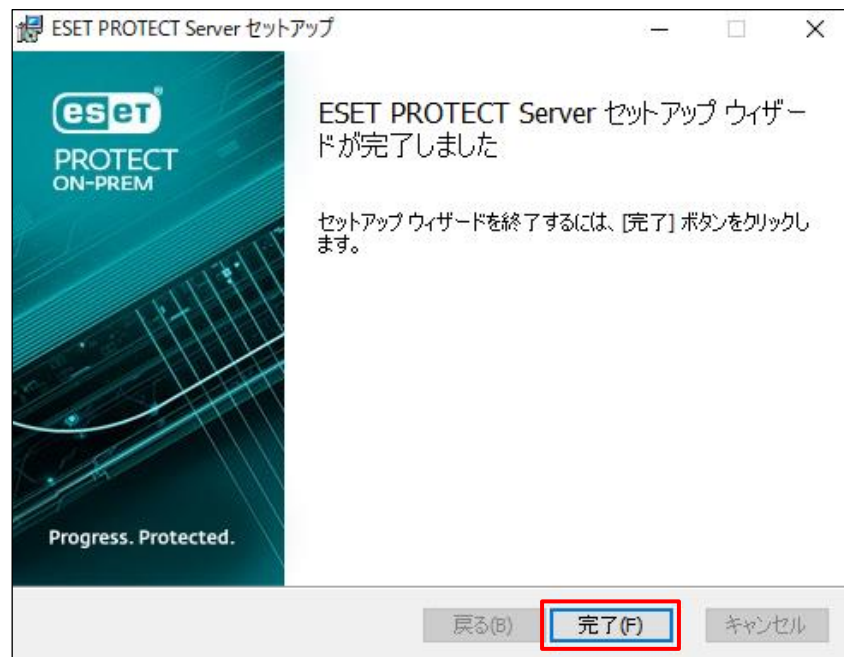 ESET PROTECT Server セットアップ
eseT®
PROTECT
ON-PREM
ESET PROTECT Server セットアップ ウィザー
ドが完了しました
セットアップ ウィザードを終了するには、[完了] ボタンをクリックし
ます。
Progress. Protected.
戻る(B)
完了(F)
キャンセル